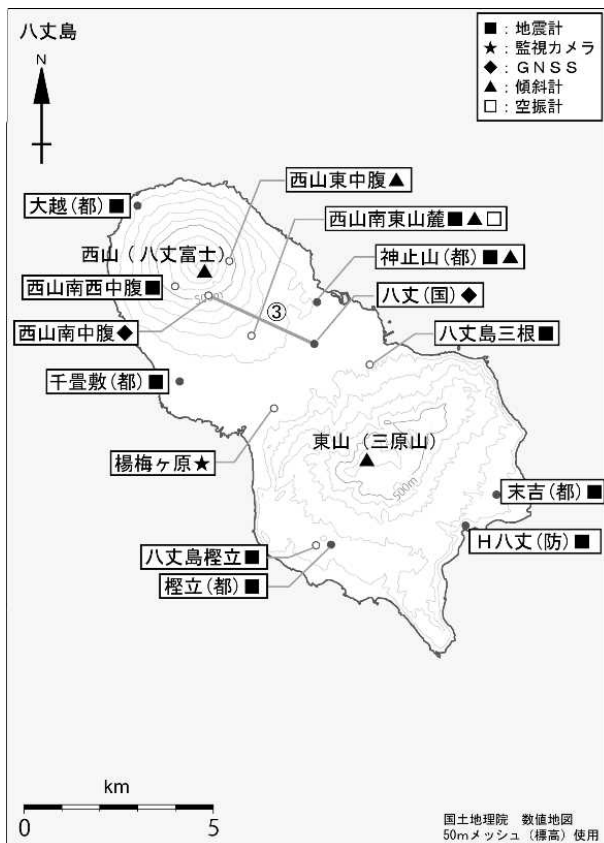 八丈島
N
■：地震計
★：監視カメラ
◆：ＧＮＳＳ
▲：傾斜計
□：空振計
西山東中腹▲
大越(都)■
西山南東山麓■▲□
西山（八丈富士）
神止山(都)■▲
西山南西中腹■
八丈(国)◆
500m
③
西山南中腹◆
八丈島三根■
千畳敷(都)■
東山（三原山）
楊梅ヶ原★
500m
末吉(都)■
Ｈ八丈(防)■
八丈島樫立■
樫立(都)■
km
0 5
国土地理院　数値地図
50mメッシュ（標高）使用